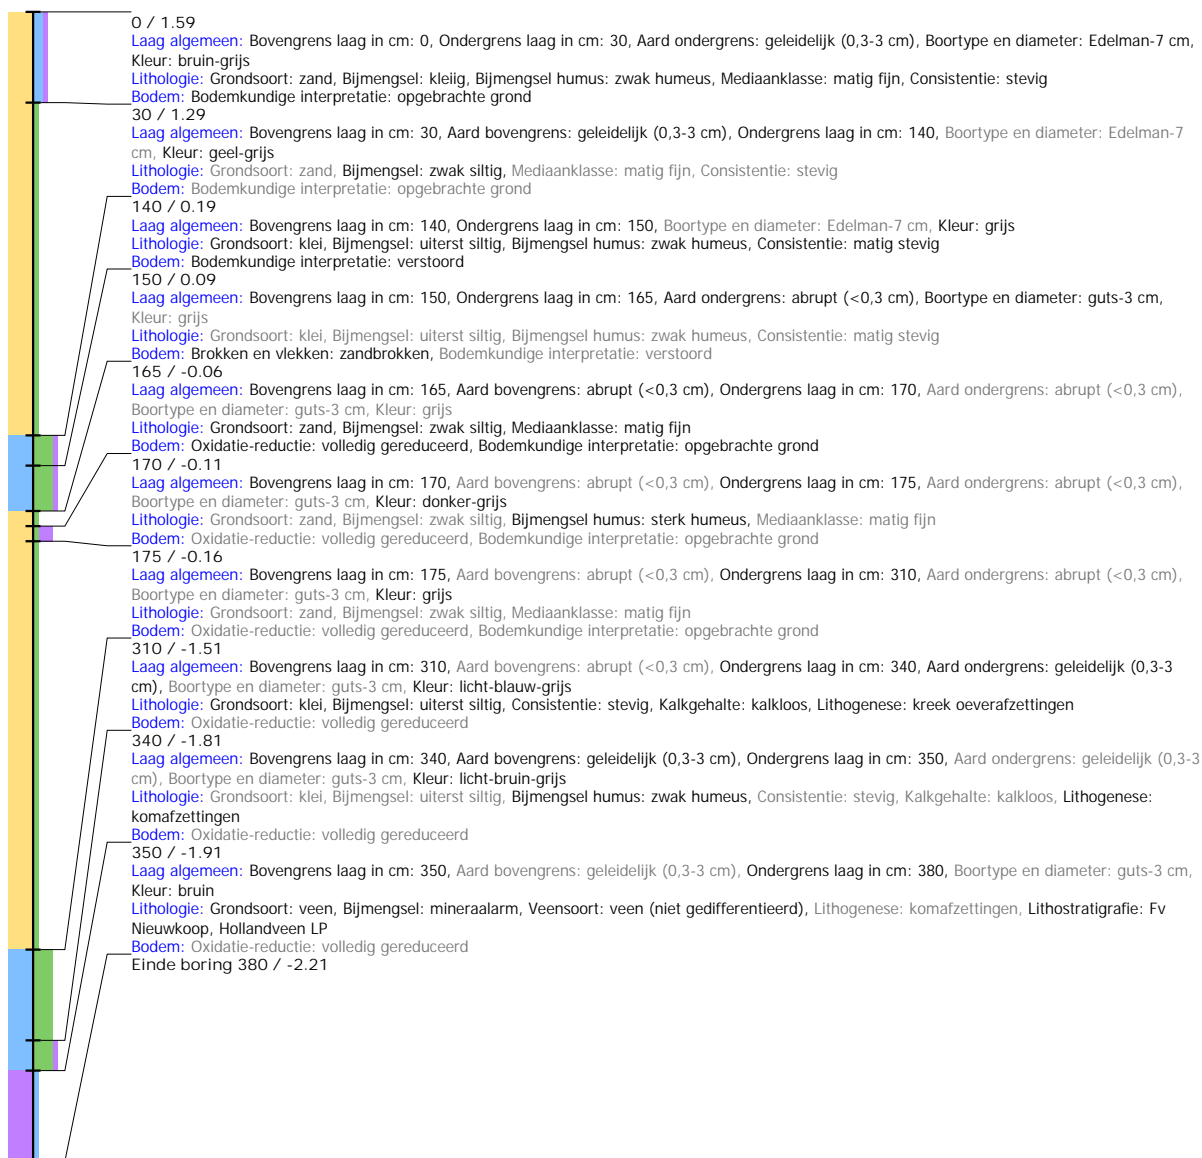 0 / 1.59
Laag algemeen: Bovengrens laag in cm: 0, Ondergrens laag in cm: 30, Aard ondergrens: geleidelijk (0,3-3 cm), Boortype en diameter: Edelman-7 cm,
Kleur: bruin-grijs
Lithologie: Grondsoort: zand, Bijmengsel: kleiig, Bijmengsel humus: zwak humeus, Mediaanklasse: matig fijn, Consistentie: stevig
Bodem: Bodemkundige interpretatie: opgebrachte grond
30 / 1.29
Laag algemeen: Bovengrens laag in cm: 30, Aard bovengrens: geleidelijk (0,3-3 cm), Ondergrens laag in cm: 140, Boortype en diameter: Edelman-7
cm, Kleur: geel-grijs
Lithologie: Grondsoort: zand, Bijmengsel: zwak siltig, Mediaanklasse: matig fijn, Consistentie: stevig
Bodem: Bodemkundige interpretatie: opgebrachte grond
140 / 0.19
Laag algemeen: Bovengrens laag in cm: 140, Ondergrens laag in cm: 150, Boortype en diameter: Edelman-7 cm, Kleur: grijs
Lithologie: Grondsoort: klei, Bijmengsel: uiterst siltig, Bijmengsel humus: zwak humeus, Consistentie: matig stevig
Bodem: Bodemkundige interpretatie: verstoord
150 / 0.09
Laag algemeen: Bovengrens laag in cm: 150, Ondergrens laag in cm: 165, Aard ondergrens: abrupt (<0,3 cm), Boortype en diameter: guts-3 cm,
Kleur: grijs
Lithologie: Grondsoort: klei, Bijmengsel: uiterst siltig, Bijmengsel humus: zwak humeus, Consistentie: matig stevig
Bodem: Brokken en vlekken: zandbrokken, Bodemkundige interpretatie: verstoord
165 / -0.06
Laag algemeen: Bovengrens laag in cm: 165, Aard bovengrens: abrupt (<0,3 cm), Ondergrens laag in cm: 170, Aard ondergrens: abrupt (<0,3 cm),
Boortype en diameter: guts-3 cm, Kleur: grijs
Lithologie: Grondsoort: zand, Bijmengsel: zwak siltig, Mediaanklasse: matig fijn
Bodem: Oxidatie-reductie: volledig gereduceerd, Bodemkundige interpretatie: opgebrachte grond
170 / -0.11
Laag algemeen: Bovengrens laag in cm: 170, Aard bovengrens: abrupt (<0,3 cm), Ondergrens laag in cm: 175, Aard ondergrens: abrupt (<0,3 cm),
Boortype en diameter: guts-3 cm, Kleur: donker-grijs
Lithologie: Grondsoort: zand, Bijmengsel: zwak siltig, Bijmengsel humus: sterk humeus, Mediaanklasse: matig fijn
Bodem: Oxidatie-reductie: volledig gereduceerd, Bodemkundige interpretatie: opgebrachte grond
175 / -0.16
Laag algemeen: Bovengrens laag in cm: 175, Aard bovengrens: abrupt (<0,3 cm), Ondergrens laag in cm: 310, Aard ondergrens: abrupt (<0,3 cm),
Boortype en diameter: guts-3 cm, Kleur: grijs
Lithologie: Grondsoort: zand, Bijmengsel: zwak siltig, Mediaanklasse: matig fijn
Bodem: Oxidatie-reductie: volledig gereduceerd, Bodemkundige interpretatie: opgebrachte grond
310 / -1.51
Laag algemeen: Bovengrens laag in cm: 310, Aard bovengrens: abrupt (<0,3 cm), Ondergrens laag in cm: 340, Aard ondergrens: geleidelijk (0,3-3
cm), Boortype en diameter: guts-3 cm, Kleur: licht-blauw-grijs
Lithologie: Grondsoort: klei, Bijmengsel: uiterst siltig, Consistentie: stevig, Kalkgehalte: kalkloos, Lithogenese: kreek oeverafzettingen
Bodem: Oxidatie-reductie: volledig gereduceerd
340 / -1.81
Laag algemeen: Bovengrens laag in cm: 340, Aard bovengrens: geleidelijk (0,3-3 cm), Ondergrens laag in cm: 350, Aard ondergrens: geleidelijk (0,3-3
cm), Boortype en diameter: guts-3 cm, Kleur: licht-bruin-grijs
Lithologie: Grondsoort: klei, Bijmengsel: uiterst siltig, Bijmengsel humus: zwak humeus, Consistentie: stevig, Kalkgehalte: kalkloos, Lithogenese:
komafzettingen
Bodem: Oxidatie-reductie: volledig gereduceerd
350 / -1.91
Laag algemeen: Bovengrens laag in cm: 350, Aard bovengrens: geleidelijk (0,3-3 cm), Ondergrens laag in cm: 380, Boortype en diameter: guts-3 cm,
Kleur: bruin
Lithologie: Grondsoort: veen, Bijmengsel: mineraalarm, Veensoort: veen (niet gedifferentieerd), Lithogenese: komafzettingen, Lithostratigrafie: Fv
Nieuwkoop, Hollandveen LP
Bodem: Oxidatie-reductie: volledig gereduceerd
Einde boring 380 / -2.21